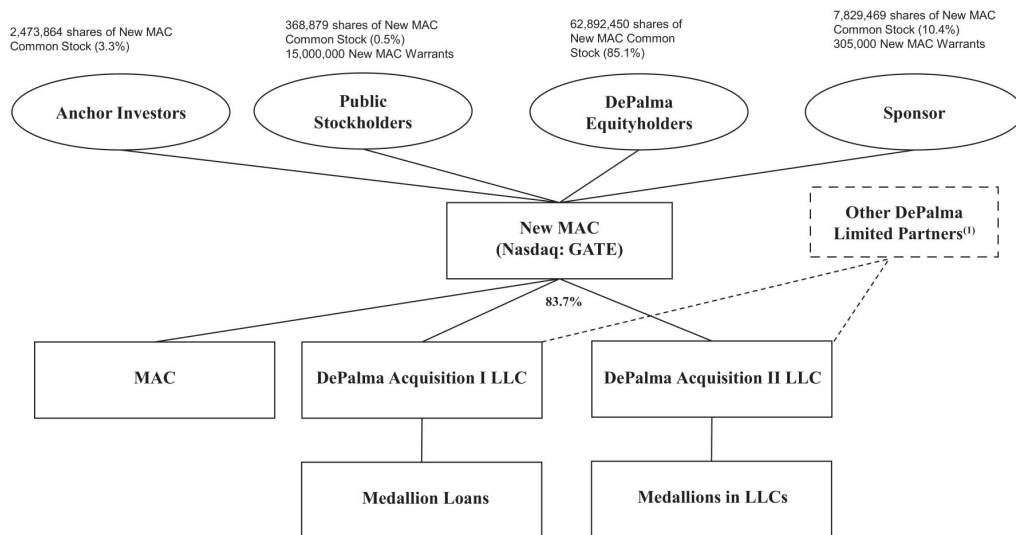 2,473,864 shares of New MAC
Common Stock (3.3%)
368,879 shares of New MAC
Common Stock (0.5%)
15,000,000 New MAC Warrants
62,892,450 shares of
New MAC Common
Stock (85.1%)
7,829,469 shares of New MAC
Common Stock (10.4%)
305,000 New MAC Warrants
Anchor Investors
Public
Stockholders
DePalma
Equityholders
Sponsor
New MAC
(Nasdaq: GATE)
Other DePalma
Limited Partners(1)
83.7%
MAC
DePalma Acquisition I LLC
DePalma Acquisition II LLC
Medallion Loans
Medallions in LLCs